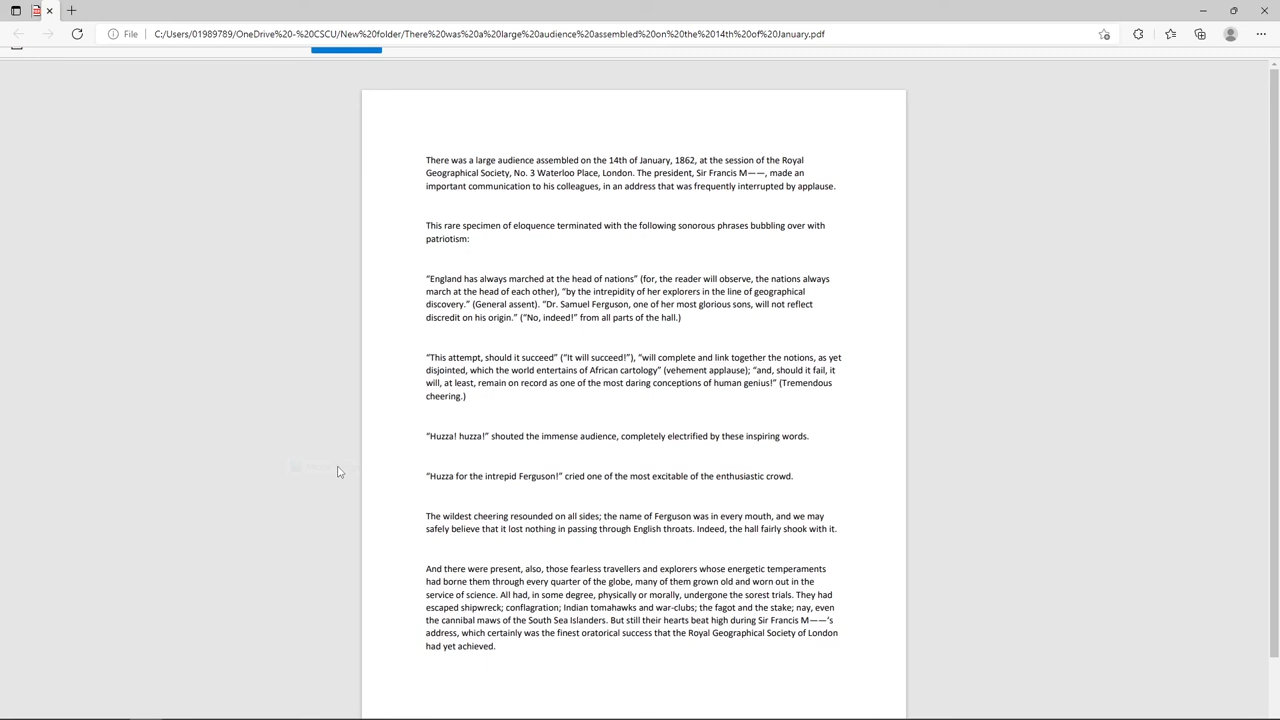 File
C:/Users/01989789/OneDrive%20-%20CSCU/New%20folder/There%20was%20a%20large%20audience%20assembled%20on%20the%2014th%20of%20January.pdf
There was a large audience assembled on the 14th of January, 1862, at the session of the Royal
Geographical Society, No. 3 Waterloo Place, London. The president, Sir Francis M——, made an
important communication to his colleagues, in an address that was frequently interrupted by applause.
This rare specimen of eloquence terminated with the following sonorous phrases bubbling over with
patriotism:
“England has always marched at the head of nations” (for, the reader will observe, the nations always
march at the head of each other), “by the intrepidity of her explorers in the line of geographical
discovery.” (General assent). “Dr. Samuel Ferguson, one of her most glorious sons, will not reflect
discredit on his origin.” (“No, indeed!” from all parts of the hall.)
“This attempt, should it succeed” (“It will succeed!”), “will complete and link together the notions, as yet
disjointed, which the world entertains of African cartology” (vehement applause); “and, should it fail, it
will, at least, remain on record as one of the most daring conceptions of human genius!” (Tremendous
cheering.)
“Huzza! huzza!” shouted the immense audience, completely electrified by these inspiring words.
“Huzza for the intrepid Ferguson!” cried one of the most excitable of the enthusiastic crowd.
The wildest cheering resounded on all sides; the name of Ferguson was in every mouth, and we may
safely believe that it lost nothing in passing through English throats. Indeed, the hall fairly shook with it.
And there were present, also, those fearless travellers and explorers whose energetic temperaments
had borne them through every quarter of the globe, many of them grown old and worn out in the
service of science. All had, in some degree, physically or morally, undergone the sorest trials. They had
escaped shipwreck; conflagration; Indian tomahawks and war-clubs; the fagot and the stake; nay, even
the cannibal maws of the South Sea Islanders. But still their hearts beat high during Sir Francis M——’s
address, which certainly was the finest oratorical success that the Royal Geographical Society of London
had yet achieved.